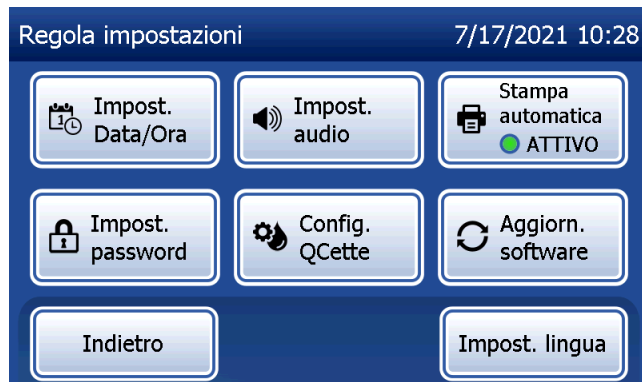 Regola impostazioni
7/17/2021 10:28
Impost.
Data/Ora
Impost.
audio
Stampa
automatica
ATTIVO
Impost.
password
Config.
QCette
Aggiorn.
software
Indietro
Impost. lingua